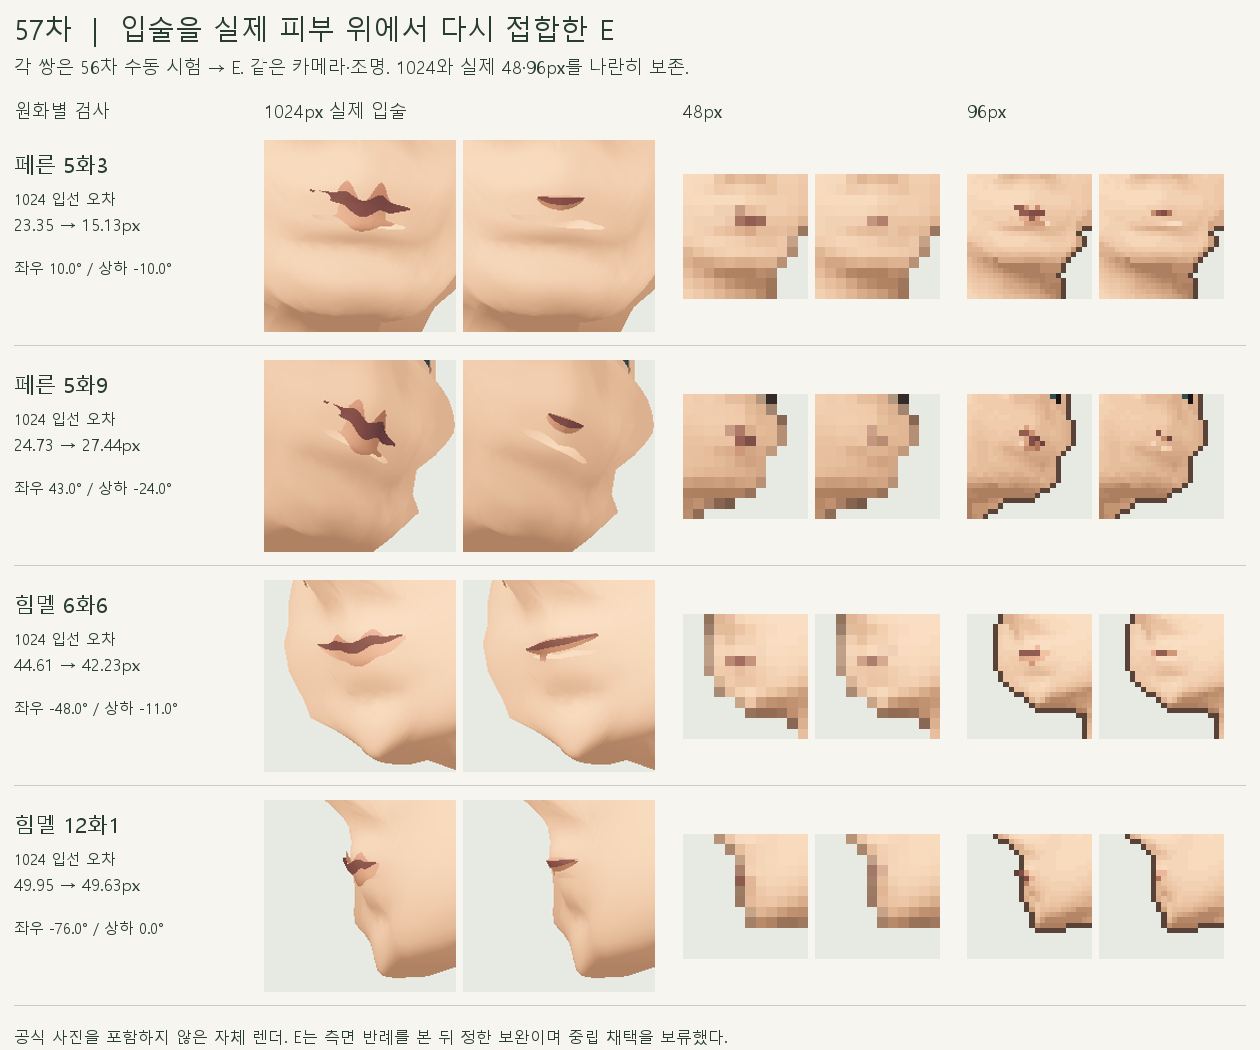 57차 | 입술을 실제 피부 위에서 다시 접합한 E
각 쌍은 56차 수동 시험 → E. 같은 카메라·조명. 1024와 실제 48·96px를 나란히 보존.
원화별 검사 1024px 실제 입술 48px 96px
페른 5화3
1024 입선 오차
23.35 → 15.13px
좌우 10.0° / 상하 -10.0°
페른 5화9
1024 입선 오차
24.73 → 27.44px
좌우 43.0° / 상하 -24.0°
힘멜 6화6
1024 입선 오차
44.61 → 42.23px
좌우 -48.0° / 상하 -11.0°
힘멜 12화1
1024 입선 오차
49.95 → 49.63px
좌우 -76.0° / 상하 0.0°
공식 사진을 포함하지 않은 자체 렌더. E는 측면 반례를 본 뒤 정한 보완이며 중립 채택을 보류했다.